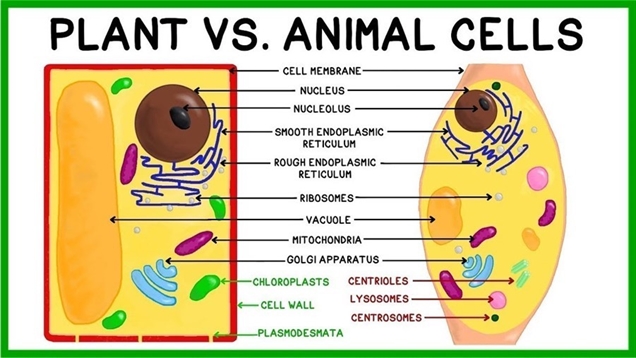 PLANT VS. ANIMAL CELLS
CELL MEMBRANE
NUCLEUS
NUCLEOLUS
SMOOTH ENDOPLASMIC
RETICULUM
ROUGH ENDOPLASMIC
RETICULUM
RIBOSOMES
VACUOLE
MITOCHONDRIA
GOLGI APPARATUS
CHLOROPLASTS
CELL WALL
PLASMODESMATA
CENTRIOLES
LYSOSOMES
CENTROSOMES